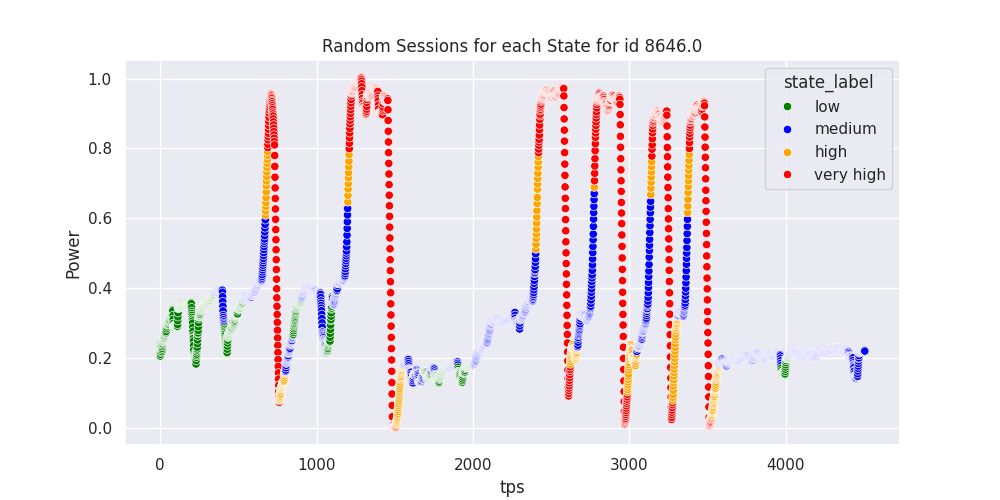 Random Sessions for each State for id 8646.0
state_label
low
medium
high
very high
Power
1.0
0.8
0.6
0.4
0.2
0.0
0 1000 2000 3000 4000
tps